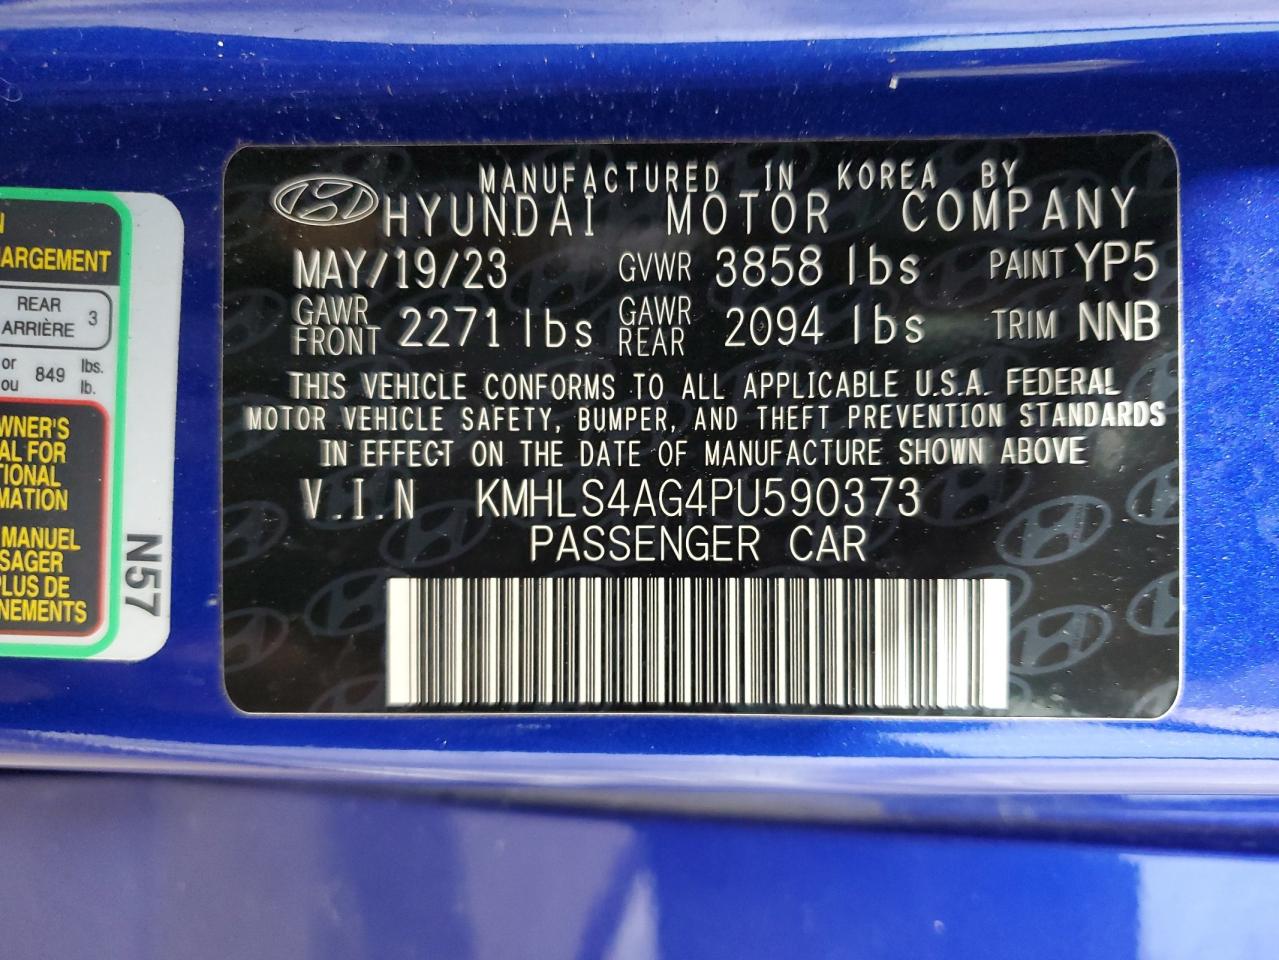 MANUFACTURED IN KOREA BY
HYUNDAI MOTOR COMPANY
MAY/19/23 GVWR 3858 lbs PAINT YP5
GAWR FRONT 2271 lbs GAWR REAR 2094 lbs TRIM NNB
THIS VEHICLE CONFORMS TO ALL APPLICABLE U.S.A. FEDERAL
MOTOR VEHICLE SAFETY, BUMPER, AND THEFT PREVENTION STANDARDS
IN EFFECT ON THE DATE OF MANUFACTURE SHOWN ABOVE
V.I.N KMHLS4AG4PU590373
PASSENGER CAR
N
ARGEMENT
REAR
ARRIÈRE 3
or
ou 849 lbs.
lb.
WNER'S
AL FOR
TIONAL
MATION
MANUEL
SAGER
PLUS DE
NEMENTS
N57